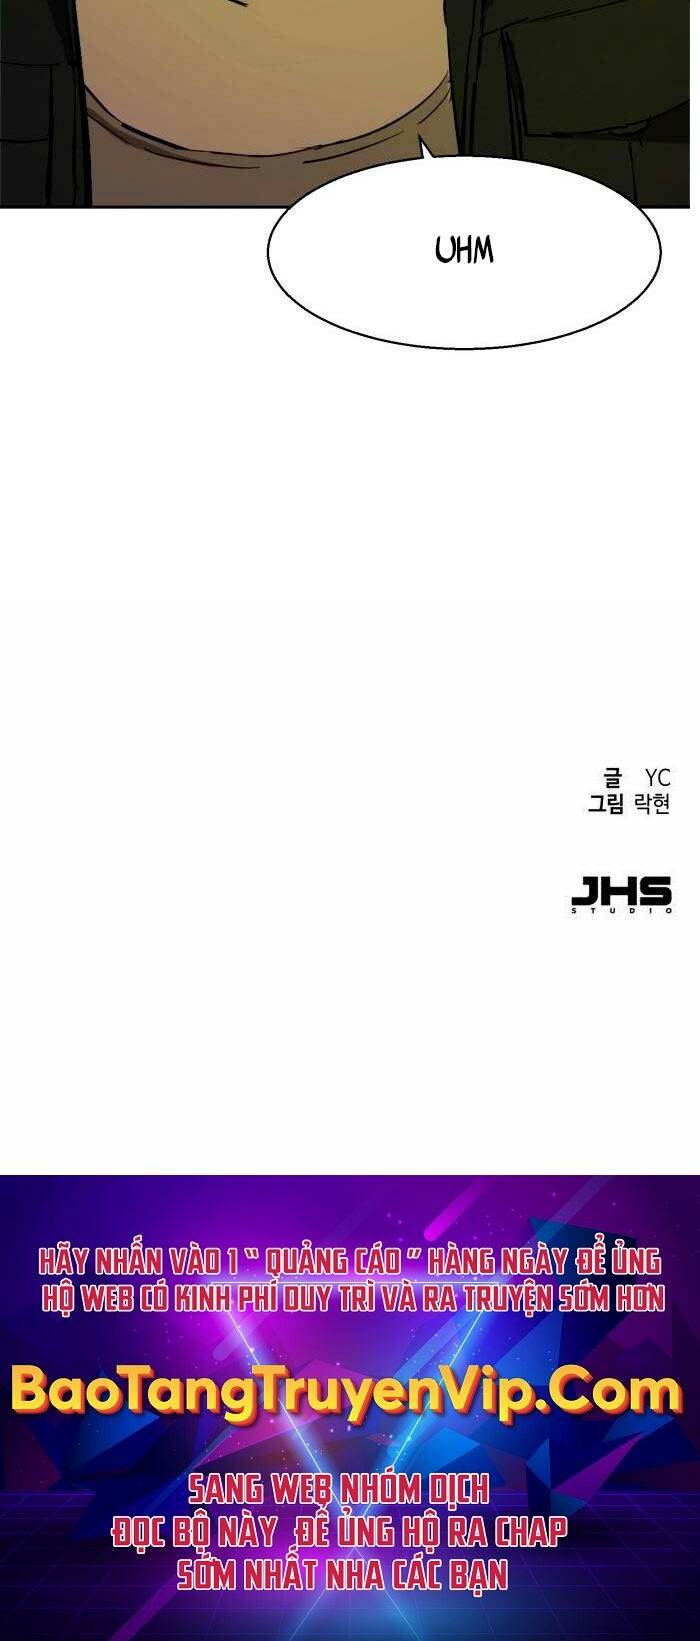 UHM
글 YC
그림 락현
JHS
STUDIO
HÃY NHẤN VÀO 1 “ QUẢNG CÁO ” HÀNG NGÀY ĐỂ ỦNG
HỘ WEB CÓ KINH PHÍ DUY TRÌ VÀ RA TRUYỆN SỚM HƠN
BaoTangTruyenVip.Com
SANG WEB NHÓM DỊCH
ĐỌC BỘ NÀY ĐỂ ỦNG HỘ RA CHAP
SỚM NHẤT NHA CÁC BẠN